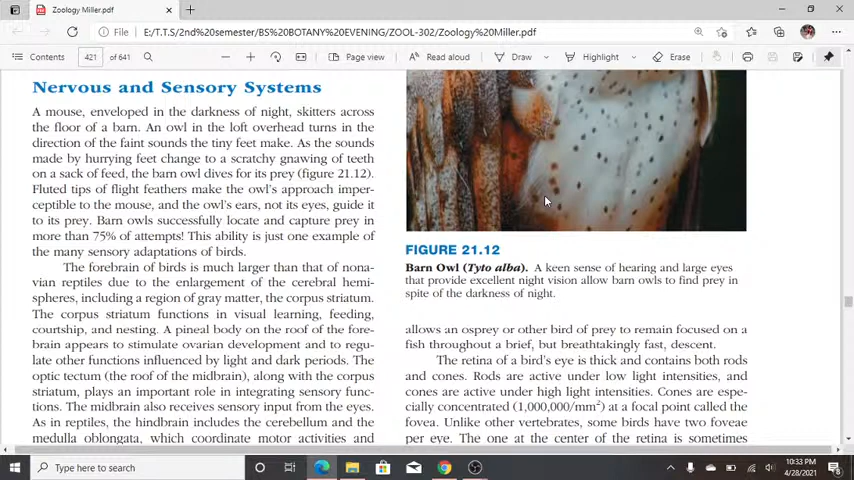 Zoology Miller.pdf
File
E:/T.T.S/2nd%20semester/BS%20BOTANY%20EVENING/ZOOL-302/Zoology%20Miller.pdf
Contents
421
of 641
Page view
Read aloud
Draw
Highlight
Erase
Nervous and Sensory Systems
A mouse, enveloped in the darkness of night, skitters across
the floor of a barn. An owl in the loft overhead turns in the
direction of the faint sounds the tiny feet make. As the sounds
made by hurrying feet change to a scratchy gnawing of teeth
on a sack of feed, the barn owl dives for its prey (figure 21.12).
Fluted tips of flight feathers make the owl's approach imper-
ceptible to the mouse, and the owl's ears, not its eyes, guide it
to its prey. Barn owls successfully locate and capture prey in
more than 75% of attempts! This ability is just one example of
the many sensory adaptations of birds.
The forebrain of birds is much larger than that of nona-
vian reptiles due to the enlargement of the cerebral hemi-
spheres, including a region of gray matter, the corpus striatum.
The corpus striatum functions in visual learning, feeding,
courtship, and nesting. A pineal body on the roof of the fore-
brain appears to stimulate ovarian development and to regu-
late other functions influenced by light and dark periods. The
optic tectum (the roof of the midbrain), along with the corpus
striatum, plays an important role in integrating sensory func-
tions. The midbrain also receives sensory input from the eyes.
As in reptiles, the hindbrain includes the cerebellum and the
medulla oblongata, which coordinate motor activities and
FIGURE 21.12
Barn Owl (Tyto alba). A keen sense of hearing and large eyes
that provide excellent night vision allow barn owls to find prey in
spite of the darkness of night.
allows an osprey or other bird of prey to remain focused on a
fish throughout a brief, but breathtakingly fast, descent.
The retina of a bird's eye is thick and contains both rods
and cones. Rods are active under low light intensities, and
cones are active under high light intensities. Cones are espe-
cially concentrated (1,000,000/mm²) at a focal point called the
fovea. Unlike other vertebrates, some birds have two foveae
per eye. The one at the center of the retina is sometimes
Type here to search
10:33 PM
4/28/2021